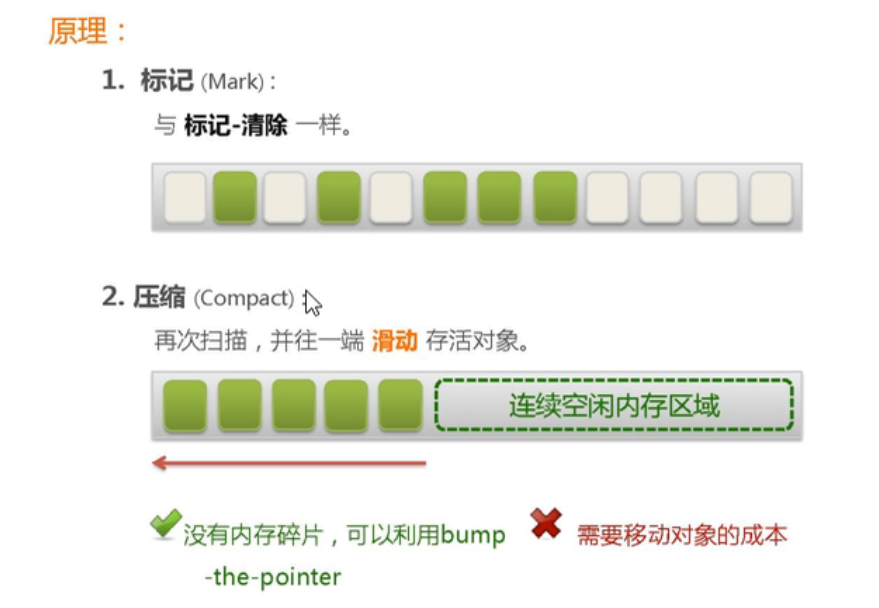 原理：
1. 标记 (Mark)：
与 标记-清除 一样。
2. 压缩 (Compact)：
再次扫描，并往一端 滑动 存活对象。
连续空闲内存区域
没有内存碎片，可以利用bump
-the-pointer
需要移动对象的成本